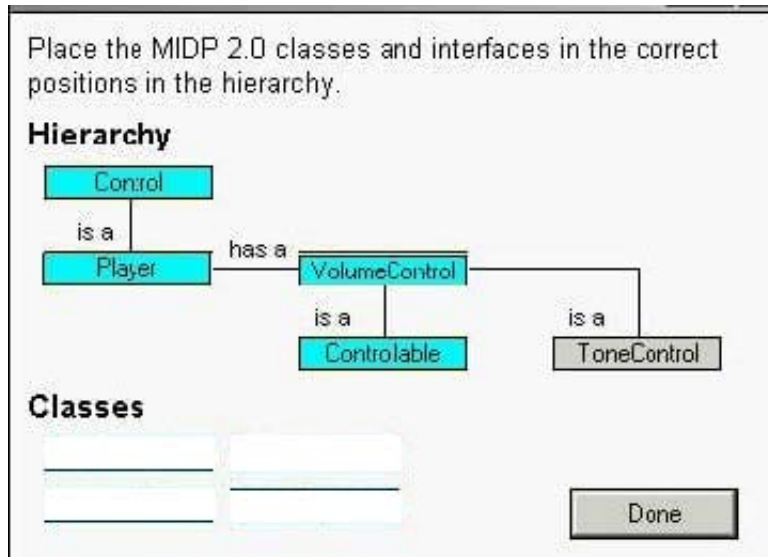 Place the MIDP 2.0 classes and interfaces in the correct
positions in the hierarchy.
Hierarchy
Control
is a
has a
Player
VolumeControl
is a
is a
Controlable
ToneControl
Classes
Done